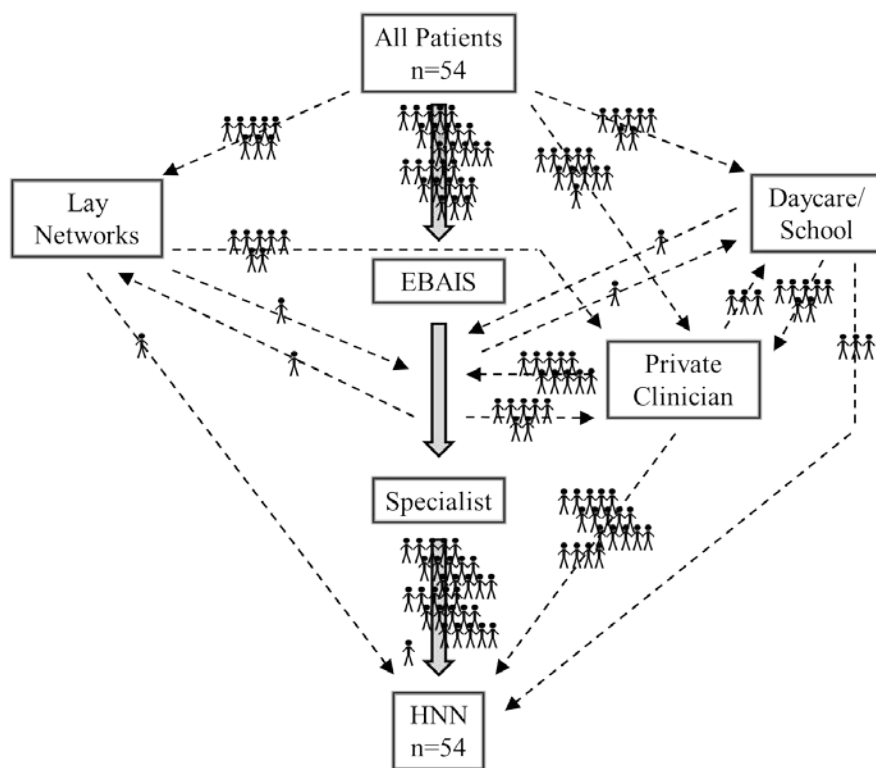 All Patients
n=54
Lay
Networks
Daycare/
School
EBAIS
Private
Clinician
Specialist
HNN
n=54